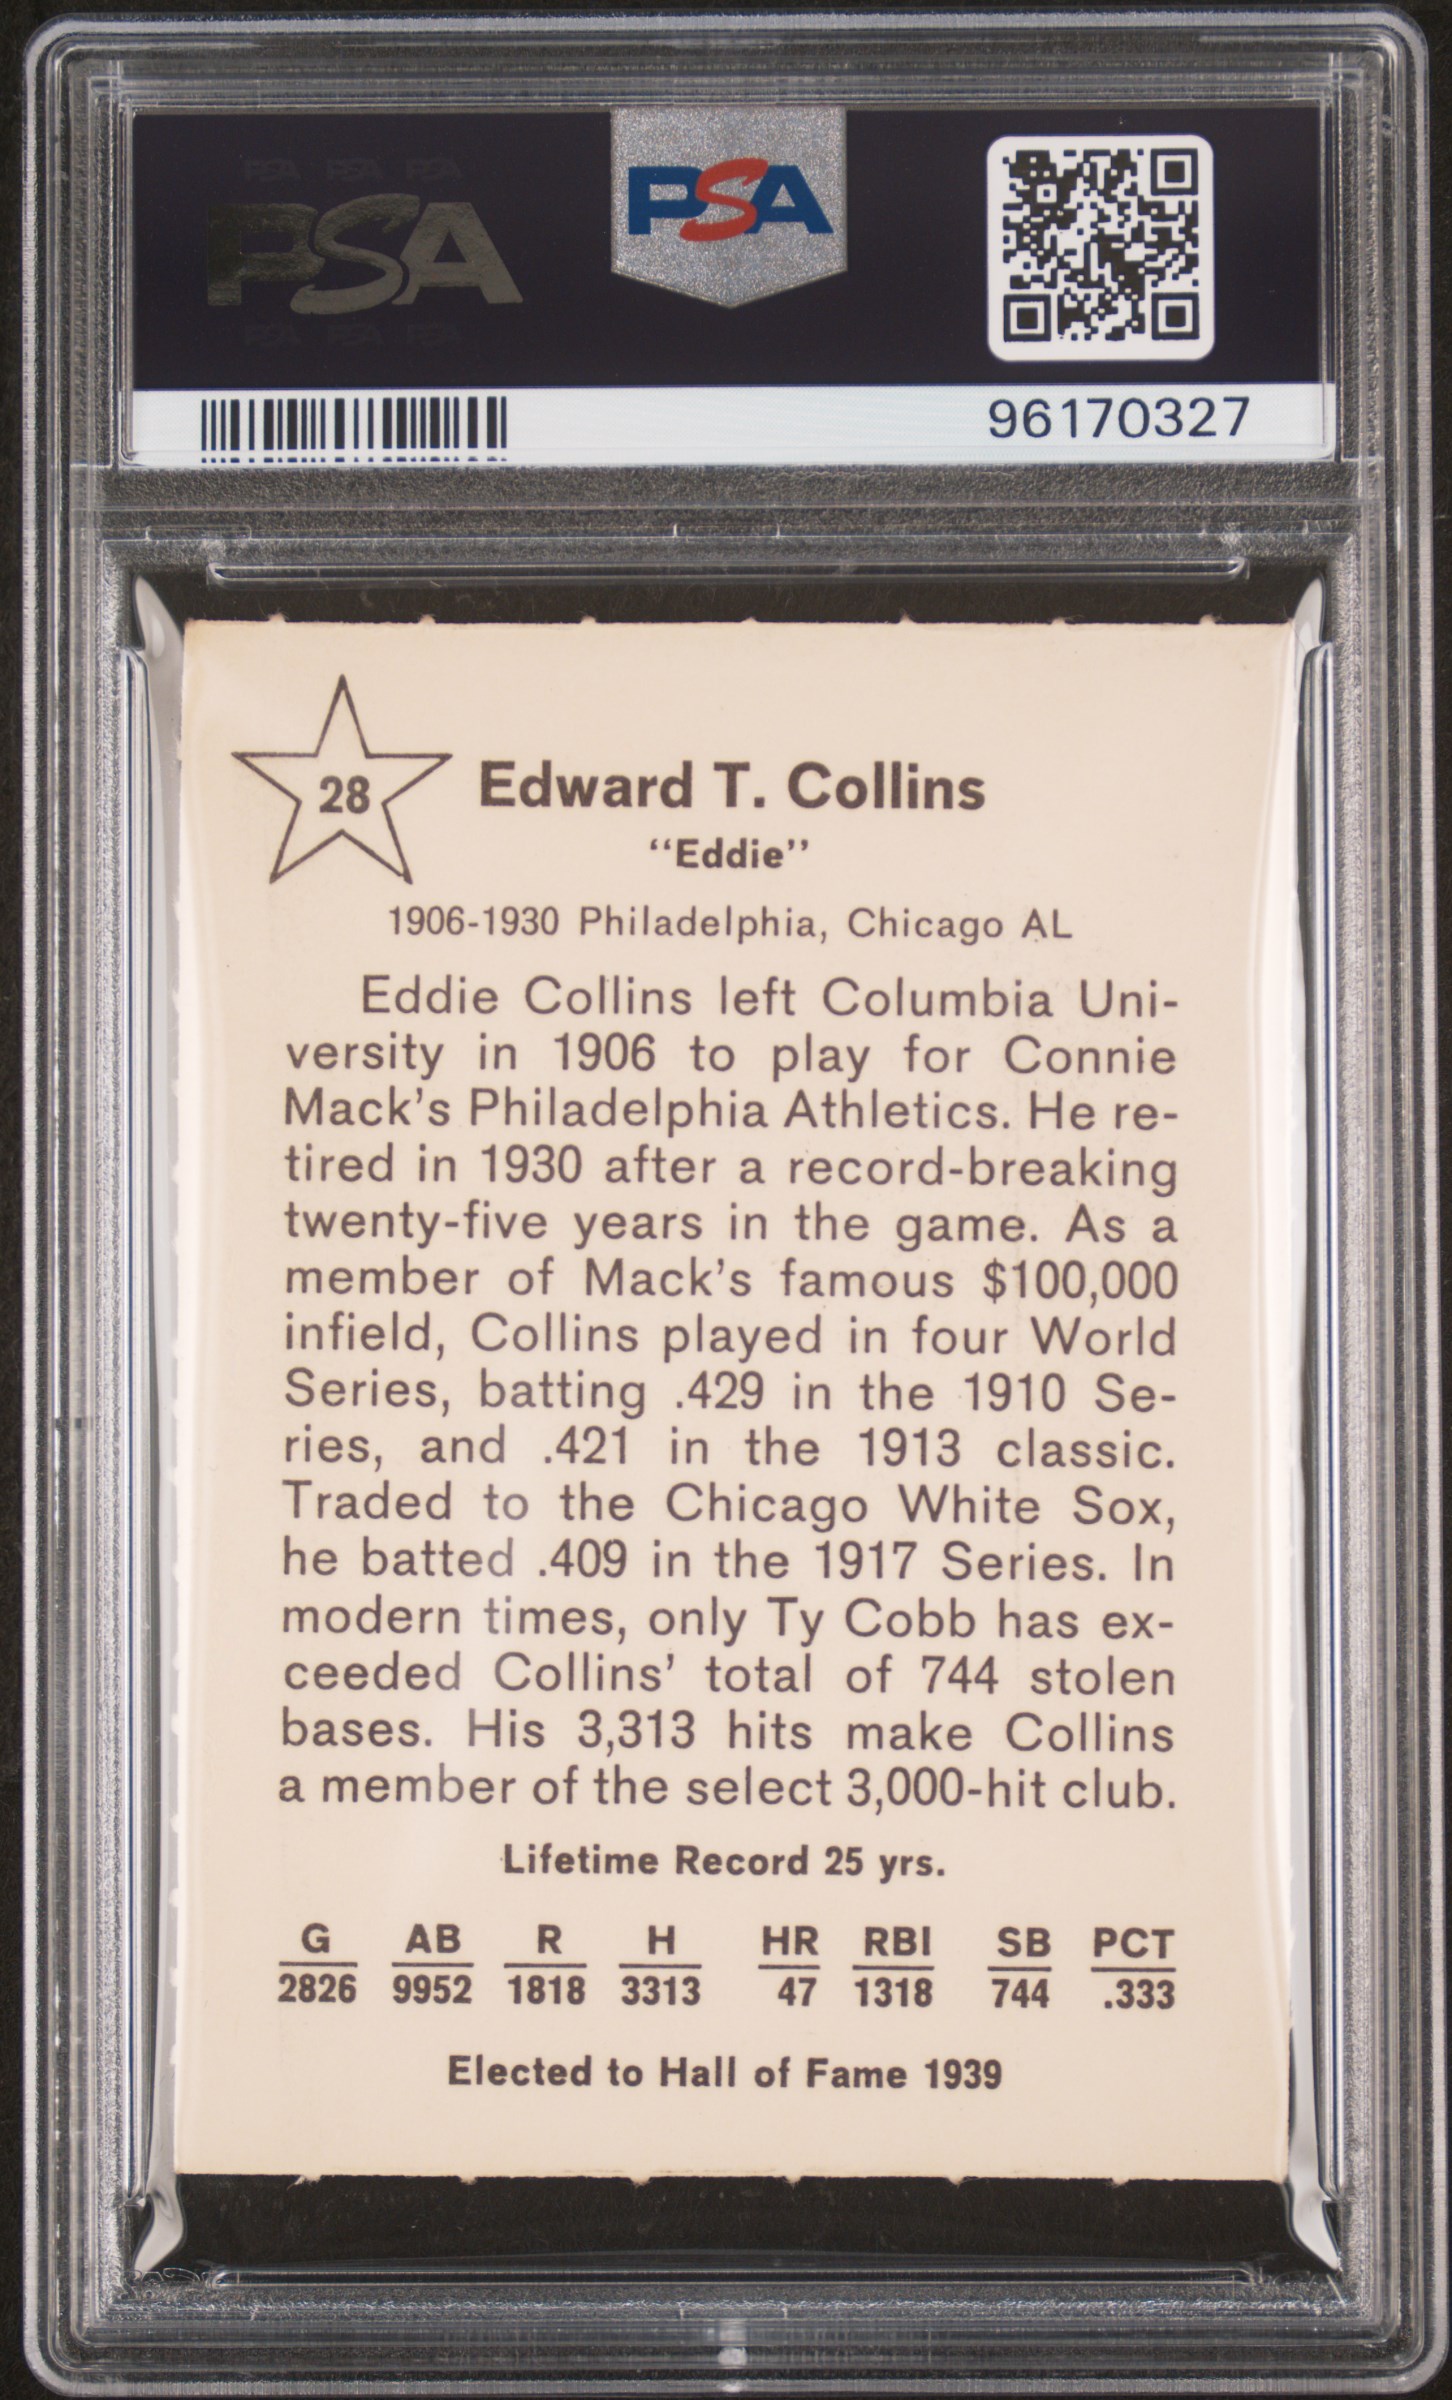 PSA PSA PSA
PSA
PSA PSA PSA
PSA
96170327
28
Edward T. Collins
“Eddie”
1906-1930 Philadelphia, Chicago AL
Eddie Collins left Columbia Uni-
versity in 1906 to play for Connie
Mack’s Philadelphia Athletics. He re-
tired in 1930 after a record-breaking
twenty-five years in the game. As a
member of Mack’s famous $100,000
infield, Collins played in four World
Series, batting .429 in the 1910 Se-
ries, and .421 in the 1913 classic.
Traded to the Chicago White Sox,
he batted .409 in the 1917 Series. In
modern times, only Ty Cobb has ex-
ceeded Collins’ total of 744 stolen
bases. His 3,313 hits make Collins
a member of the select 3,000-hit club.
Lifetime Record 25 yrs.
G AB R H HR RBI SB PCT
2826 9952 1818 3313 47 1318 744 .333
Elected to Hall of Fame 1939